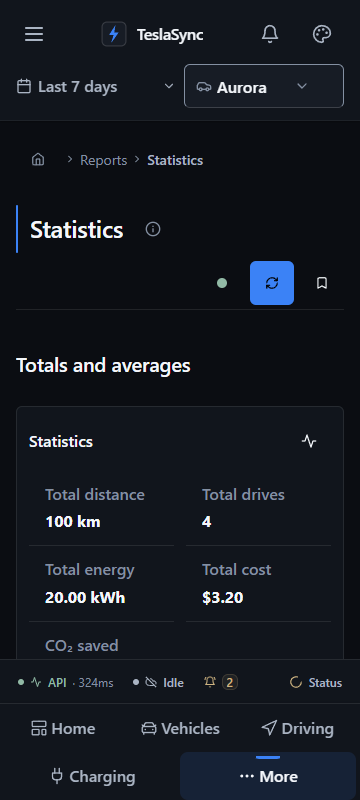 TeslaSync
Last 7 days
Aurora
Reports
Statistics
Statistics
Totals and averages
Statistics
Total distance
Total drives
100 km
4
Total energy
Total cost
20.00 kWh
$3.20
CO₂ saved
API · 324ms
Idle
2
Status
Home
Vehicles
Driving
Charging
More